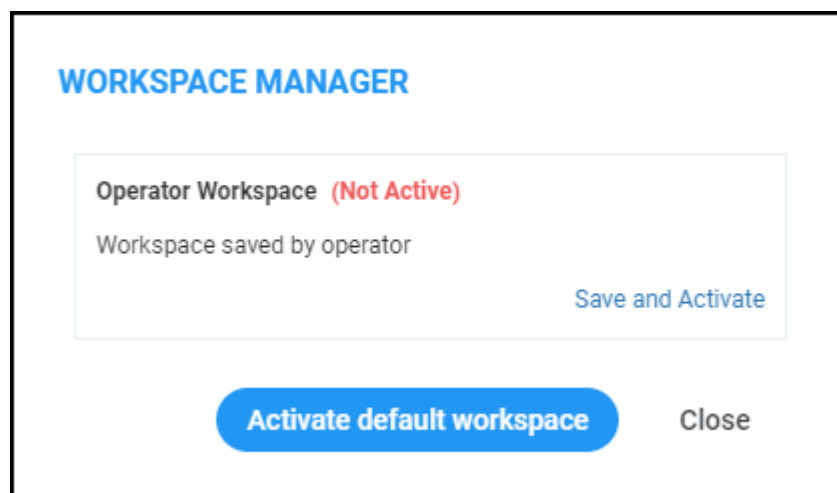 WORKSPACE MANAGER
Operator Workspace (Not Active)
Workspace saved by operator
Save and Activate
Activate default workspace Close